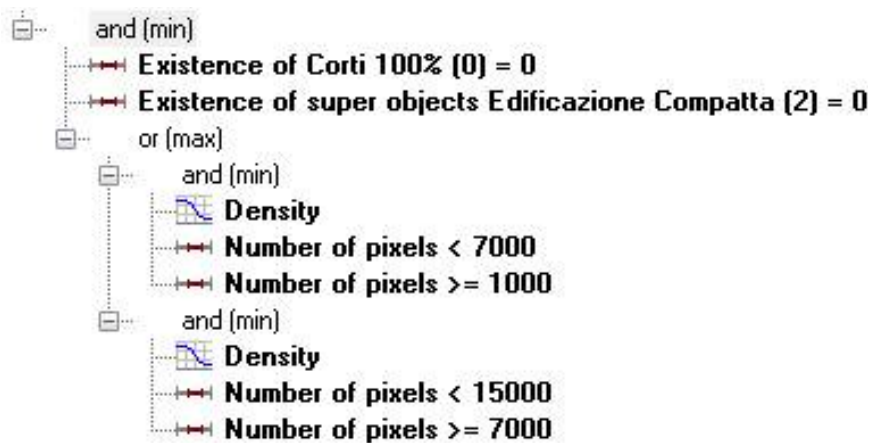 and (min)
Existence of Corti 100% (0) = 0
Existence of super objects Edificazione Compatta (2) = 0
or (max)
and (min)
Density
Number of pixels < 7000
Number of pixels >= 1000
and (min)
Density
Number of pixels < 15000
Number of pixels >= 7000